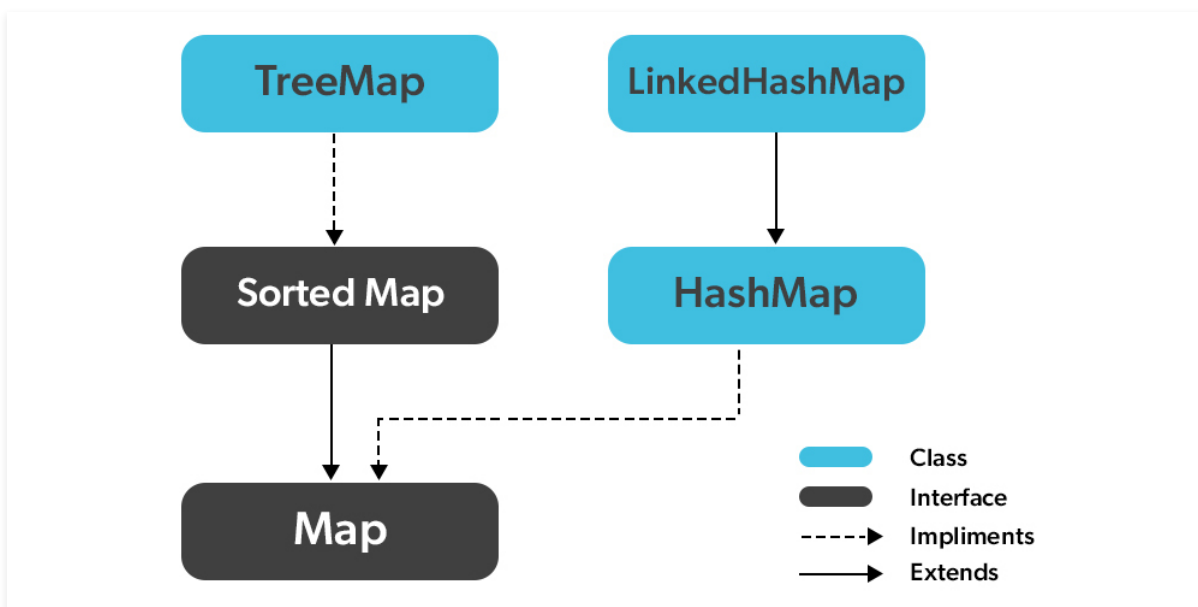 TreeMap
LinkedHashMap
Sorted Map
HashMap
Map
Class
Interface
Impliments
Extends